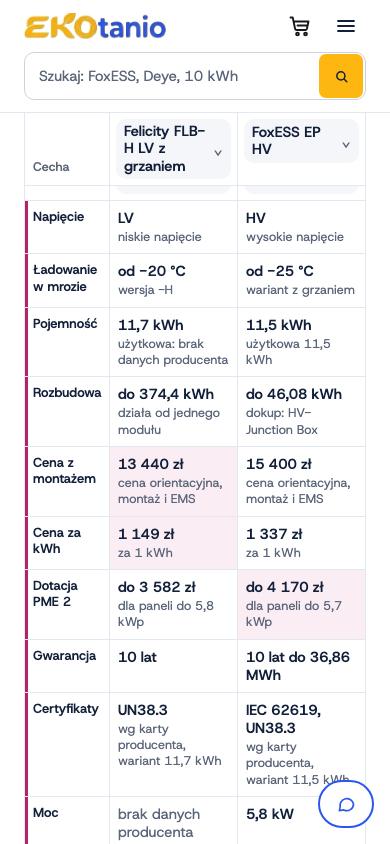 EKOtanio
Szukaj: FoxESS, Deye, 10 kWh
Cecha
Felicity FLB-
H LV z
grzaniem
FoxESS EP
HV
Napięcie
LV
niskie napięcie
HV
wysokie napięcie
Ładowanie
w mrozie
od -20 °C
wersja -H
od -25 °C
wariant z grzaniem
Pojemność
11,7 kWh
użytkowa: brak
danych producenta
11,5 kWh
użytkowa 11,5
kWh
Rozbudowa
do 374,4 kWh
działa od jednego
modułu
do 46,08 kWh
dokup: HV-
Junction Box
Cena z
montażem
13 440 zł
cena orientacyjna,
montaż i EMS
15 400 zł
cena orientacyjna,
montaż i EMS
Cena za
kWh
1 149 zł
za 1 kWh
1 337 zł
za 1 kWh
Dotacja
PME 2
do 3 582 zł
dla paneli do 5,8
kWp
do 4 170 zł
dla paneli do 5,7
kWp
Gwarancja
10 lat
10 lat do 36,86
MWh
Certyfikaty
UN38.3
wg karty
producenta,
wariant 11,7 kWh
IEC 62619,
UN38.3
wg karty
producenta,
wariant 11,5 kWh
Moc
brak danych
producenta
5,8 kW